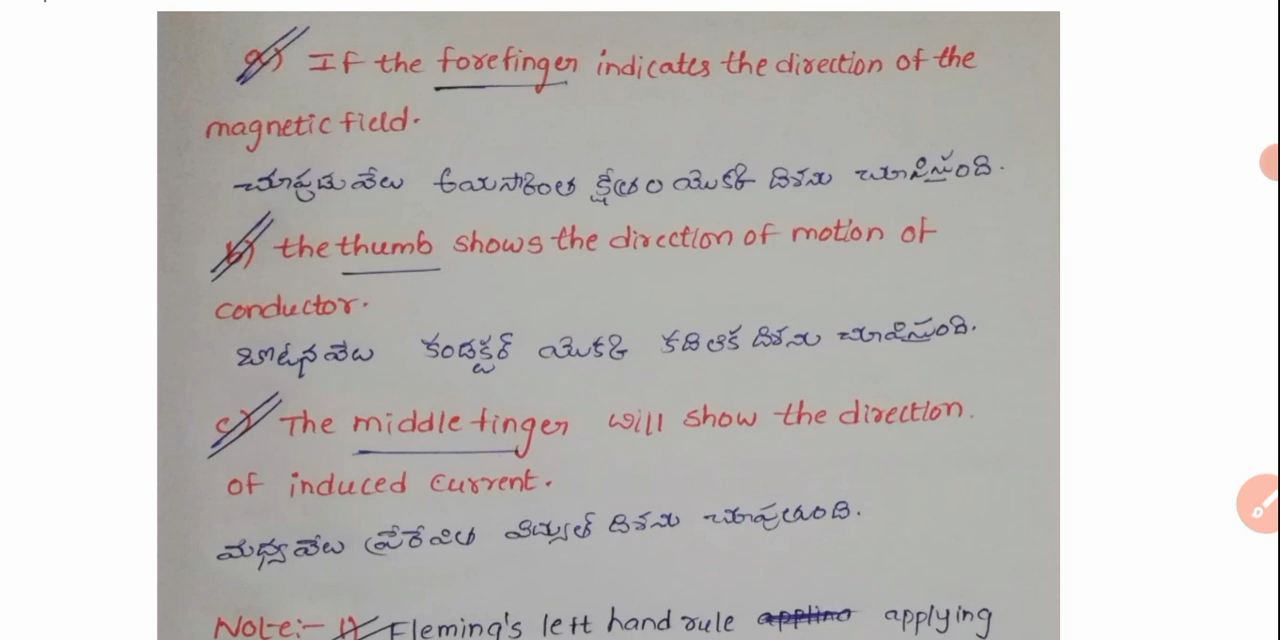 a) If the forefinger indicates the direction of the
magnetic field.
చూపుడు వేలు అయస్కాంత క్షేత్రం యొక్క దిశను చూపిస్తుంది.
b) the thumb shows the direction of motion of
conductor.
బొటన వేలు కండక్టర్ యొక్క కదలిక దిశను చూపిస్తుంది.
c) The middle finger will show the direction.
of induced current.
మధ్య వేలు ప్రేరేపిత విద్యుత్ దిశను చూపుతుంది.
Note:- 1) Fleming's left hand rule applying